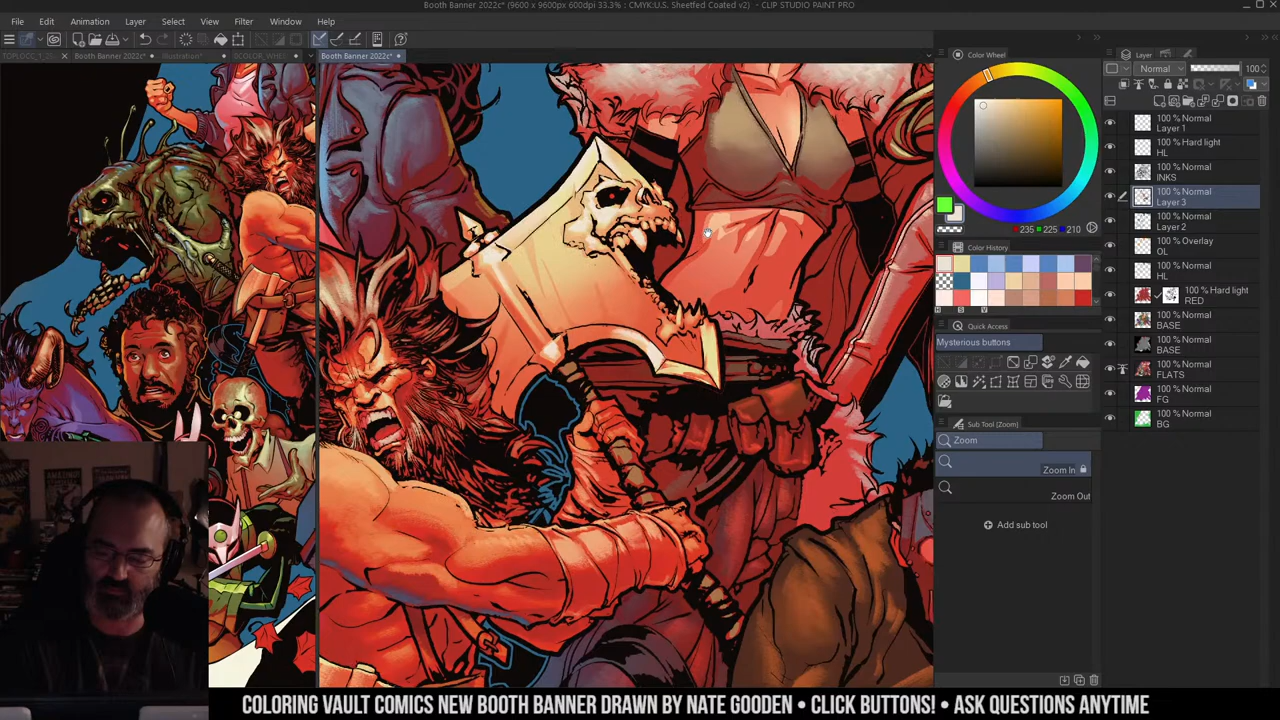 Booth Banner 2022c* (9600 x 9600px 600dpi 33.3% : CMYK:U.S. Sheetfed Coated v2) - CLIP STUDIO PAINT PRO
File Edit Animation Layer Select View Filter Edit Window Help
Booth Banner 2022c*
Illustration*
Booth Banner 2022c*
Color Wheel
235 225 210
Color History
H S V
Quick Access
Mysterious buttons
Sub Tool (Zoom)
Zoom
Zoom In
Zoom Out
Add sub tool
Layer
Normal
100
100 % Normal
Layer 1
100 % Hard light
HL
100 % Normal
INKS
100 % Normal
Layer 3
100 % Normal
Layer 2
100 % Overlay
OL
100 % Normal
HL
100 % Hard light
RED
100 % Normal
BASE
100 % Normal
BASE
100 % Normal
FLATS
100 % Normal
FG
100 % Normal
BG
COLORING VAULT COMICS NEW BOOTH BANNER DRAWN BY NATE GOODEN • CLICK BUTTONS! • ASK QUESTIONS ANYTIME